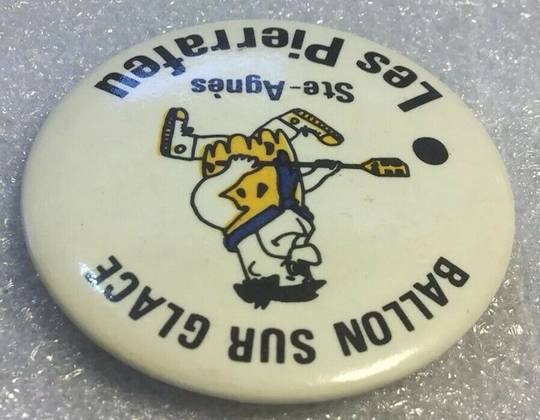 BALLON SUR GLACE
Ste-Agnès
Les Pierrafeu